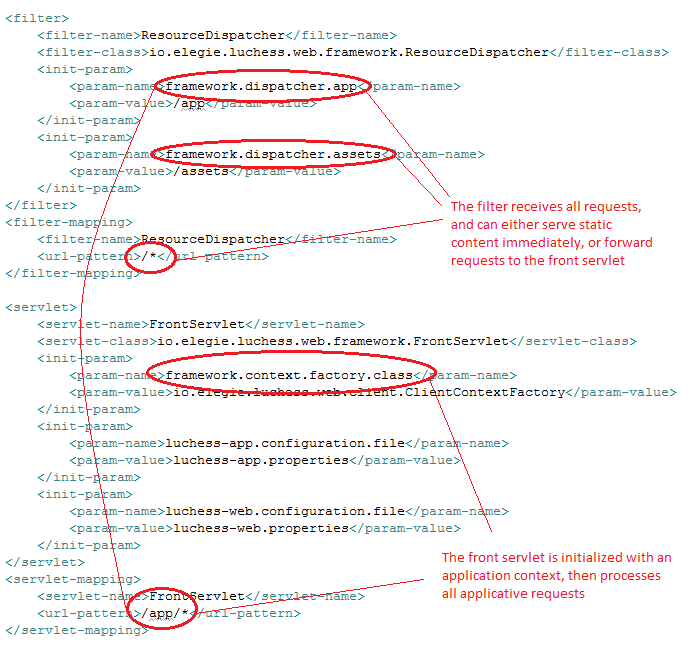 <filter>
    <filter-name>ResourceDispatcher</filter-name>
    <filter-class>io.elegie.luchess.web.framework.ResourceDispatcher</filter-class>
    <init-param>
        <param-name>framework.dispatcher.app</param-name>
        <param-value>/app</param-value>
    </init-param>
    <init-param>
        <param-name>framework.dispatcher.assets</param-name>
        <param-value>/assets</param-value>
    </init-param>
</filter>
<filter-mapping>
    <filter-name>ResourceDispatcher</filter-name>
    <url-pattern>/*</url-pattern>
</filter-mapping>
The filter receives all requests,
and can either serve static
content immediately, or forward
requests to the front servlet
<servlet>
    <servlet-name>FrontServlet</servlet-name>
    <servlet-class>io.elegie.luchess.web.framework.FrontServlet</servlet-class>
    <init-param>
        <param-name>framework.context.factory.class</param-name>
        <param-value>io.elegie.luchess.web.client.ClientContextFactory</param-value>
    </init-param>
    <init-param>
        <param-name>luchess-app.configuration.file</param-name>
        <param-value>luchess-app.properties</param-value>
    </init-param>
    <init-param>
        <param-name>luchess-web.configuration.file</param-name>
        <param-value>luchess-web.properties</param-value>
    </init-param>
</servlet>
<servlet-mapping>
    <servlet-name>FrontServlet</servlet-name>
    <url-pattern>/app/*</url-pattern>
</servlet-mapping>
The front servlet is initialized with an
application context, then processes
all applicative requests